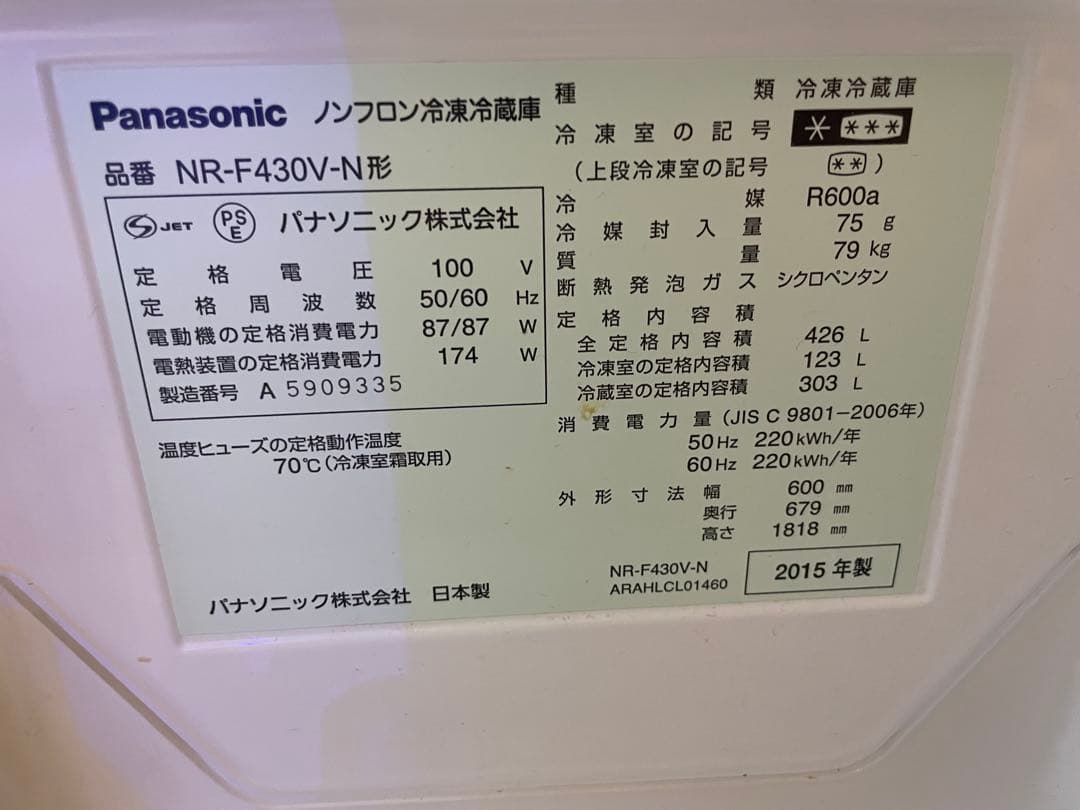 Panasonic ノンフロン冷凍冷蔵庫
品番 NR-F430V-N形
JET PSE パナソニック株式会社
定格電圧 100 V
定格周波数 50/60 Hz
電動機の定格消費電力 87/87 W
電熱装置の定格消費電力 174 W
製造番号 A 5909335
温度ヒューズの定格動作温度
70℃(冷凍室霜取用)
パナソニック株式会社 日本製
種類 冷凍冷蔵庫
冷凍室の記号 * ***
(上段冷凍室の記号 ** )
冷媒 R600a
冷媒封入量 75 g
質量 79 kg
断熱発泡ガス シクロペンタン
定格内容積
全定格内容積 426 L
冷凍室の定格内容積 123 L
冷蔵室の定格内容積 303 L
消費電力量(JIS C 9801-2006年)
50Hz 220kWh/年
60Hz 220kWh/年
外形寸法幅 600 mm
奥行 679 mm
高さ 1818 mm
NR-F430V-N
ARAHLCL01460
2015年製